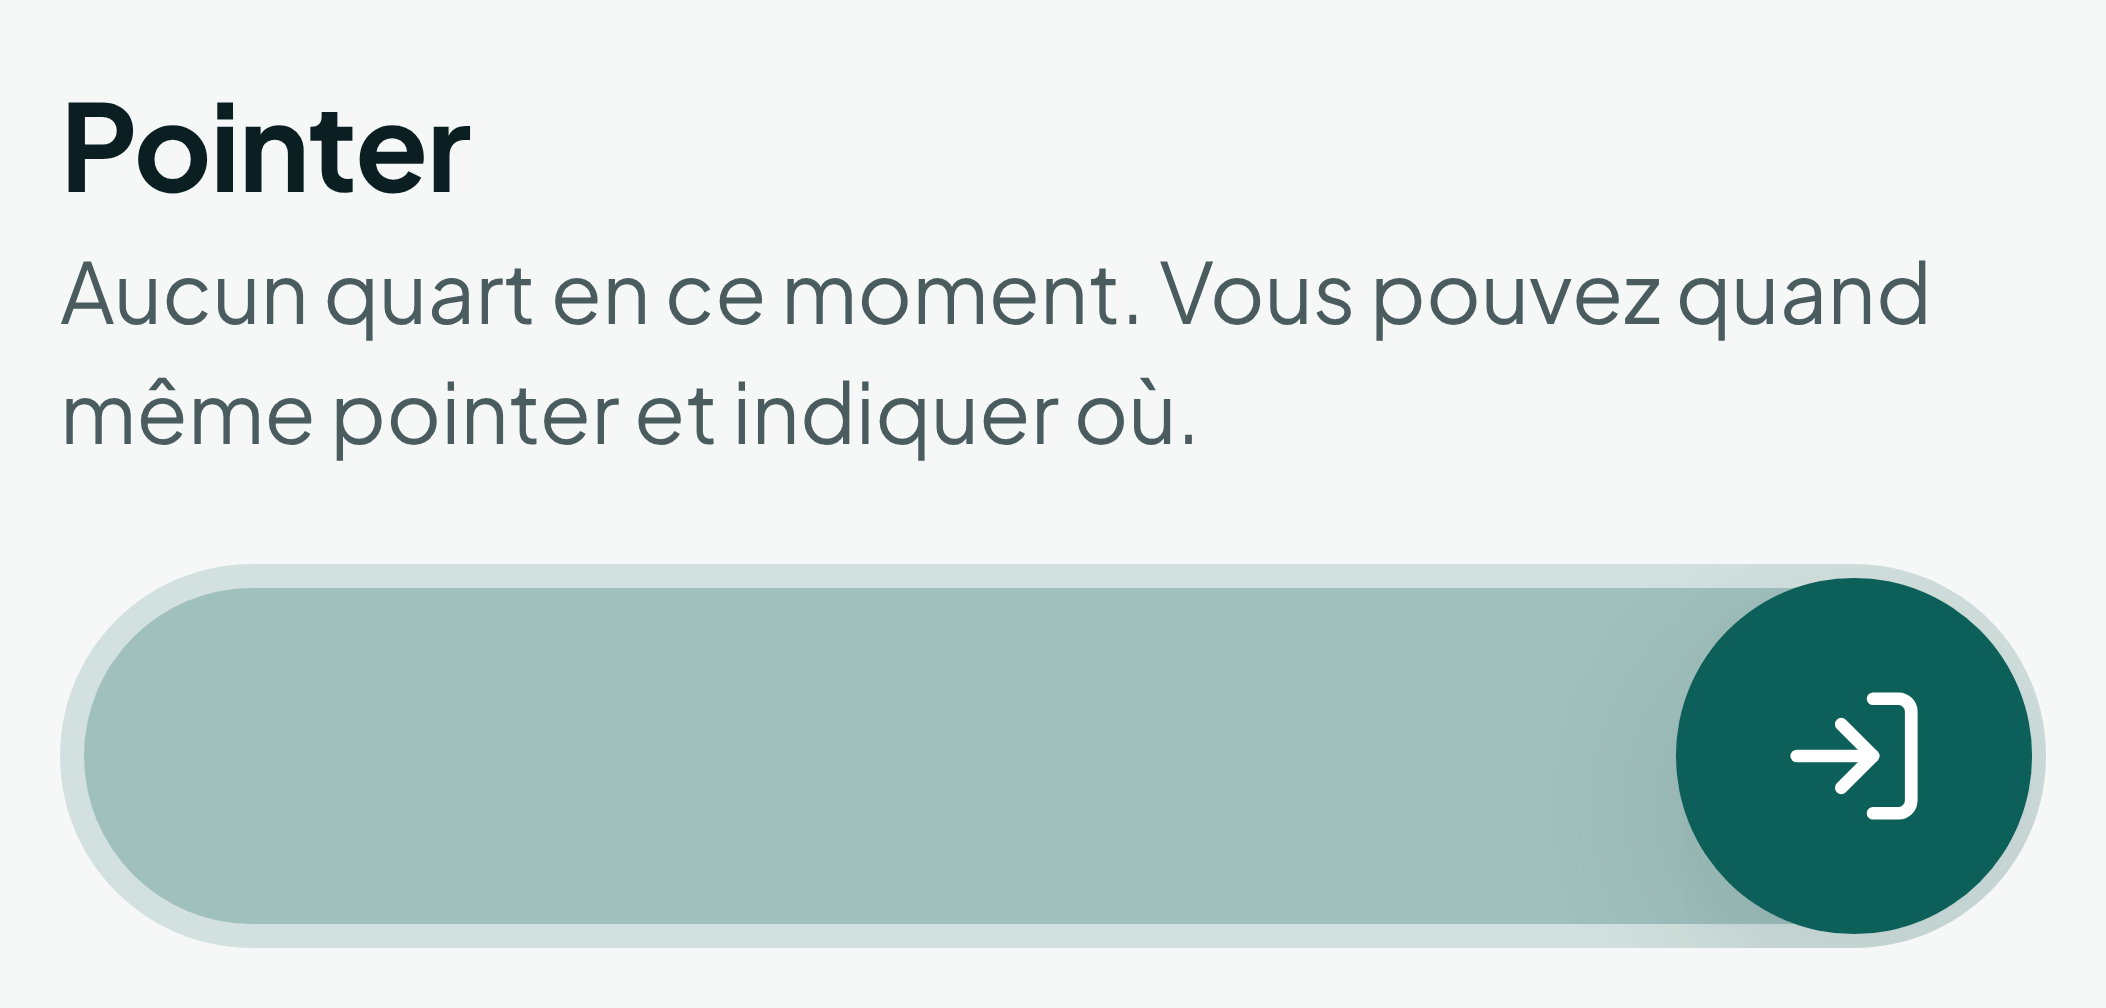 Pointer
Aucun quart en ce moment. Vous pouvez quand
même pointer et indiquer où.